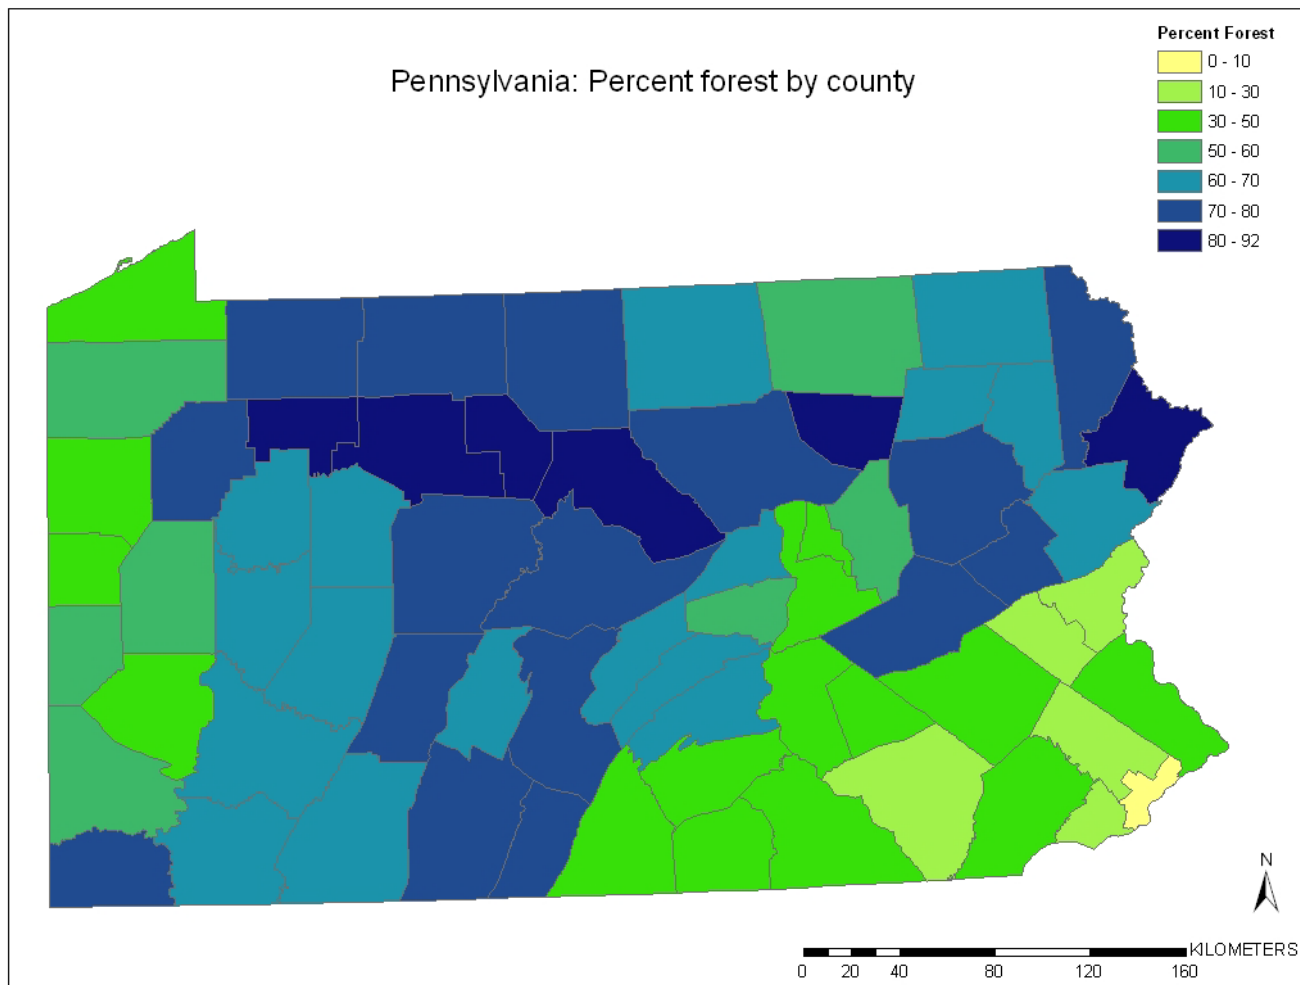 Percent Forest
Pennsylvania: Percent forest by county
0 - 10
10 - 30
30 - 50
50 - 60
60 - 70
70 - 80
80 - 92
N
KILOMETERS
0 20 40 80 120 160